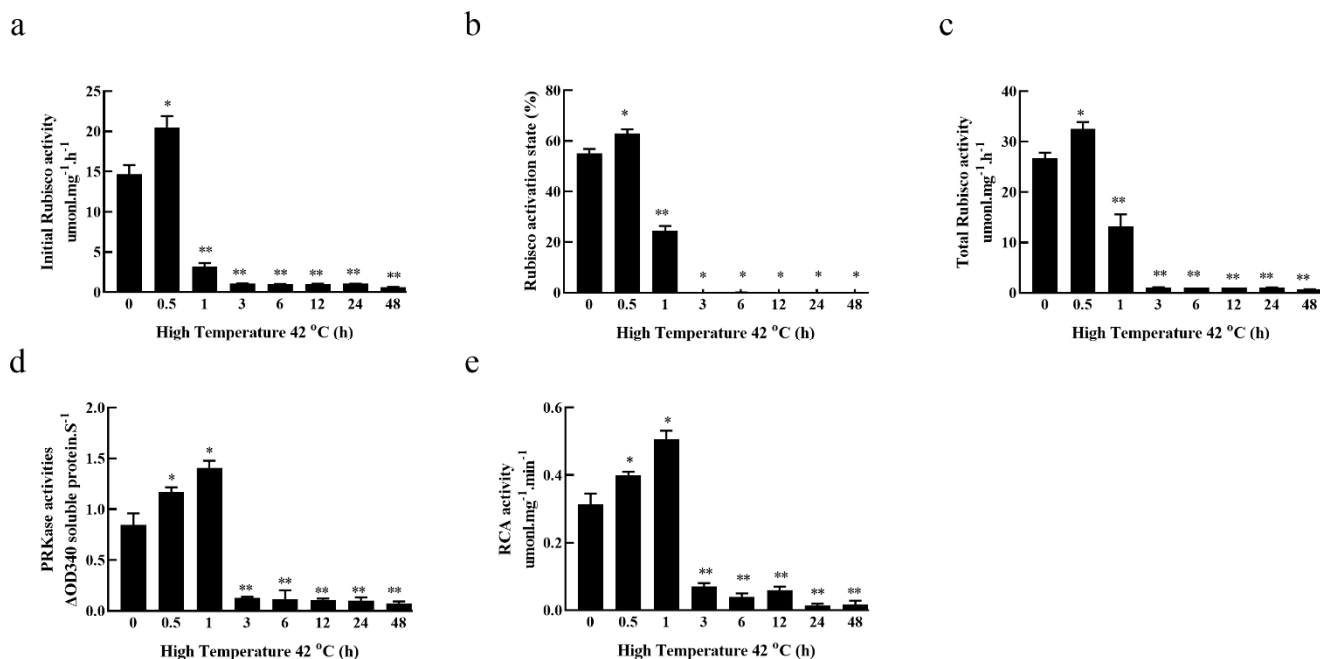 a
Initial Rubisco activity
umonl.mg⁻¹.h⁻¹
25
20
15
10
5
0
*
**
**
**
**
**
**
0 0.5 1 3 6 12 24 48
High Temperature 42 °C (h)
b
Rubisco activation state (%)
80
60
40
20
0
*
**
*
*
*
*
*
0 0.5 1 3 6 12 24 48
High Temperature 42 °C (h)
c
Total Rubisco activity
umonl.mg⁻¹.h⁻¹
40
30
20
10
0
*
**
**
**
**
**
**
0 0.5 1 3 6 12 24 48
High Temperature 42 °C (h)
d
PRKase activities
ΔOD340 soluble protein.S⁻¹
2.0
1.5
1.0
0.5
0.0
*
*
**
**
**
**
**
0 0.5 1 3 6 12 24 48
High Temperature 42 °C (h)
e
RCA activity
umonl.mg⁻¹.min⁻¹
0.6
0.4
0.2
0.0
*
*
**
**
**
**
**
0 0.5 1 3 6 12 24 48
High Temperature 42 °C (h)